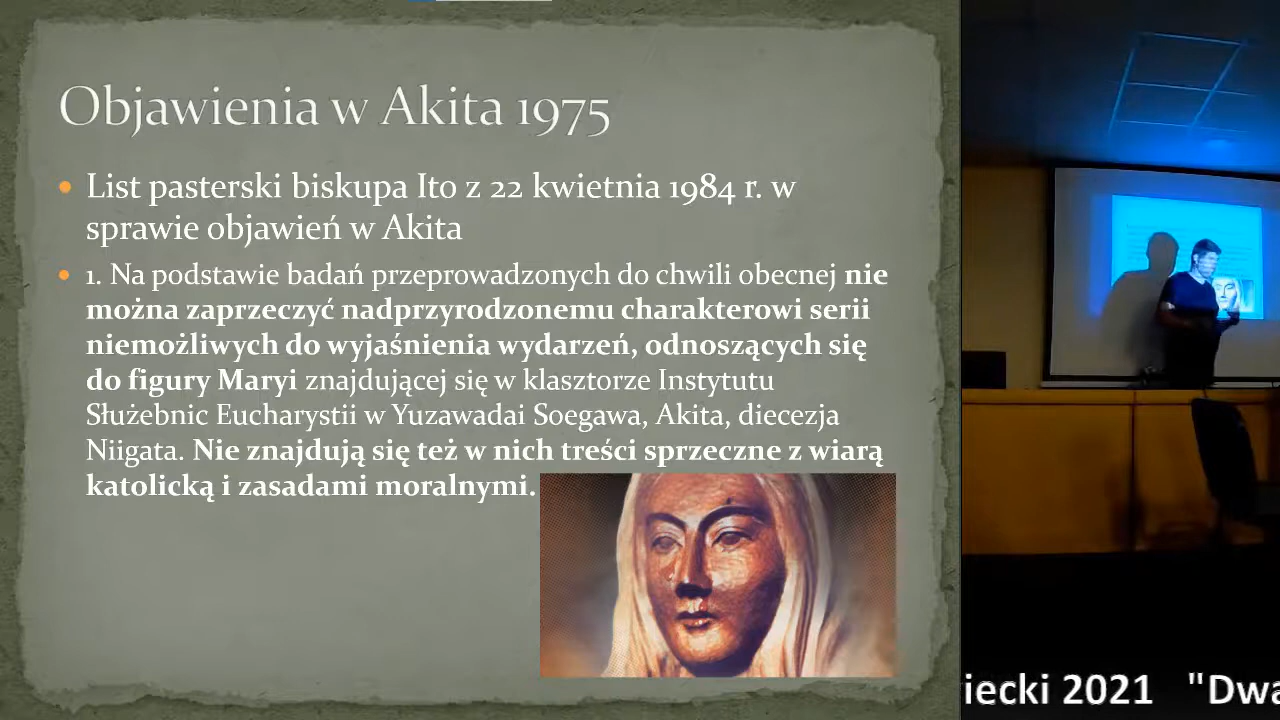 Objawienia w Akita 1975
List pasterski biskupa Ito z 22 kwietnia 1984 r. w
sprawie objawień w Akita
1. Na podstawie badań przeprowadzonych do chwili obecnej nie
można zaprzeczyć nadprzyrodzonemu charakterowi serii
niemożliwych do wyjaśnienia wydarzeń, odnoszących się
do figury Maryi znajdującej się w klasztorze Instytutu
Służebnic Eucharystii w Yuzawadai Soegawa, Akita, diecezja
Niigata. Nie znajdują się też w nich treści sprzeczne z wiarą
katolicką i zasadami moralnymi.
iecki 2021 "Dwa